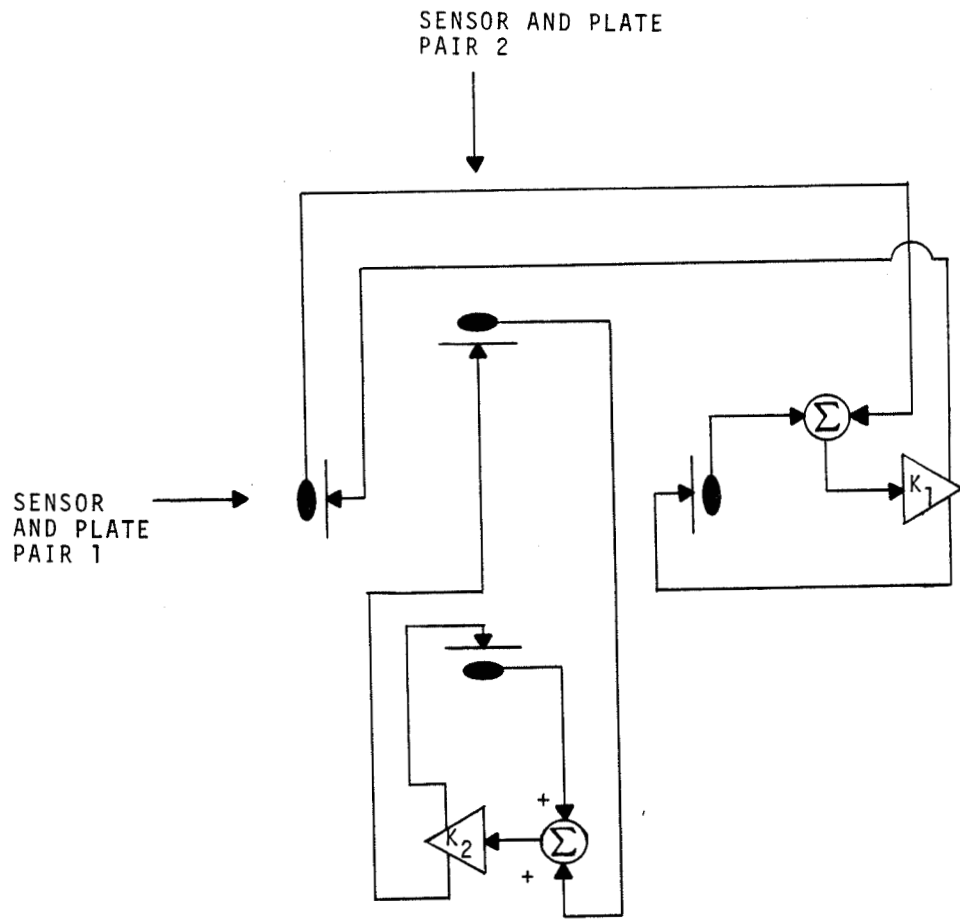 SENSOR AND PLATE
PAIR 2
Σ
K1
SENSOR
AND PLATE
PAIR 1
+
K2
Σ
+